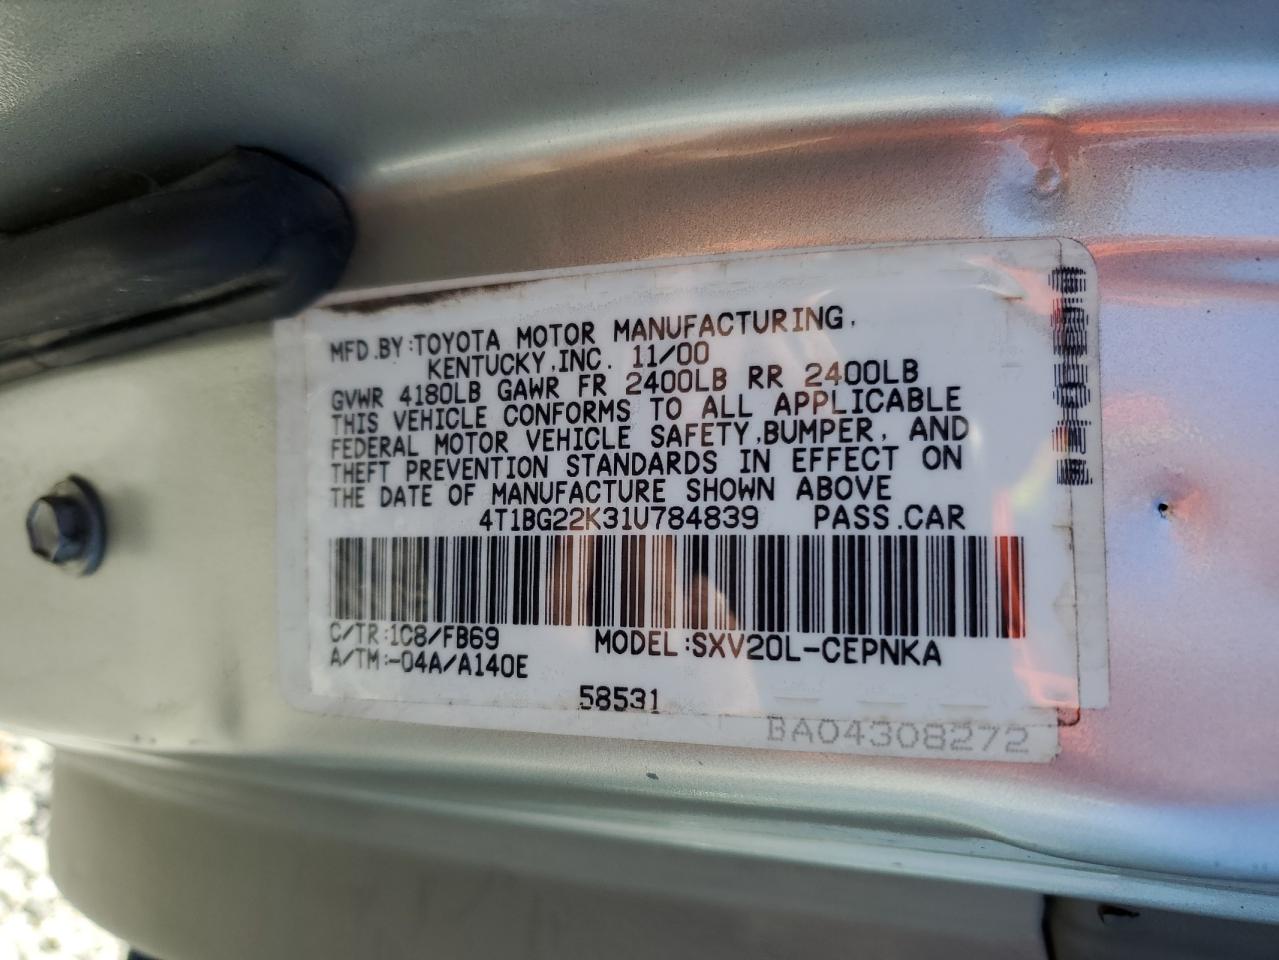 MFD.BY:TOYOTA MOTOR MANUFACTURING,
KENTUCKY,INC. 11/00
GVWR 4180LB GAWR FR 2400LB RR 2400LB
THIS VEHICLE CONFORMS TO ALL APPLICABLE
FEDERAL MOTOR VEHICLE SAFETY,BUMPER, AND
THEFT PREVENTION STANDARDS IN EFFECT ON
THE DATE OF MANUFACTURE SHOWN ABOVE
4T1BG22K31U784839 PASS.CAR
C/TR:1C8/FB69 MODEL:SXV20L-CEPNKA
A/TM:-04A/A140E
58531
BA04308272